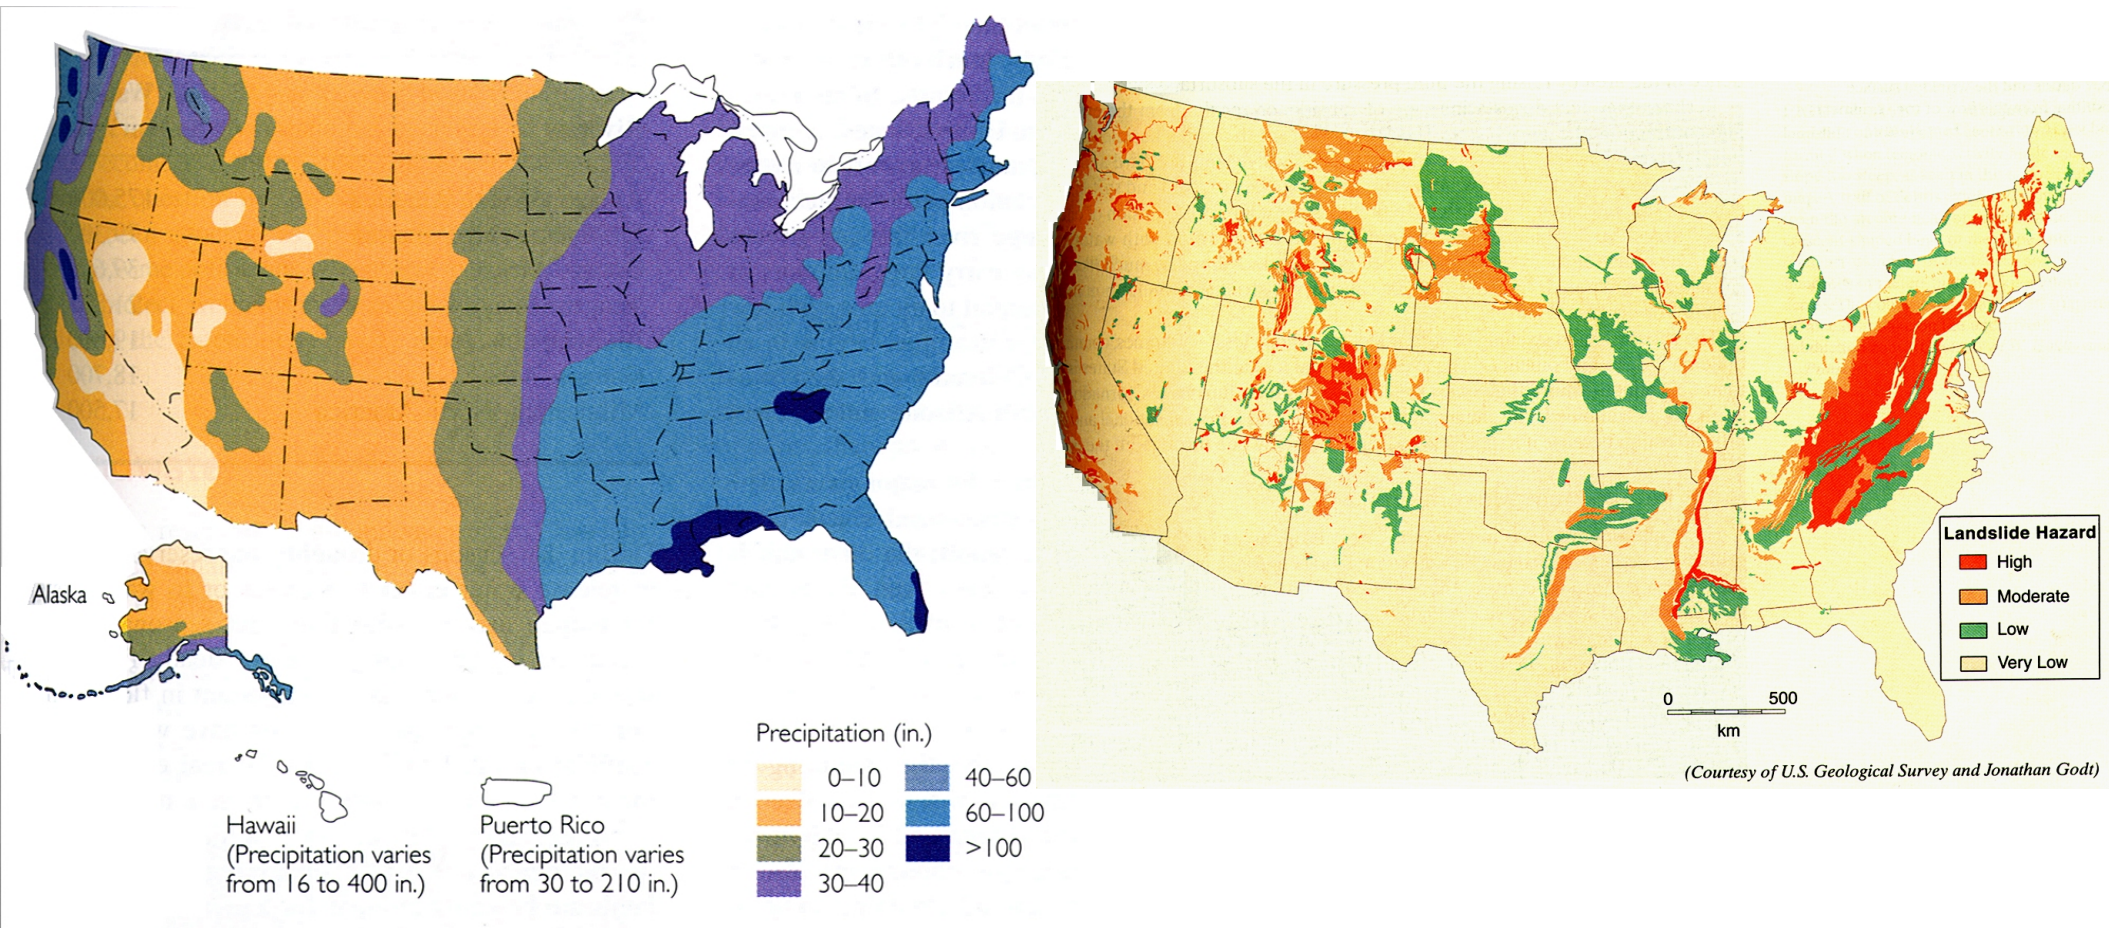 Alaska
Hawaii
(Precipitation varies
from 16 to 400 in.)
Puerto Rico
(Precipitation varies
from 30 to 210 in.)
Precipitation (in.)
0–10
10–20
20–30
30–40
40–60
60–100
>100
Landslide Hazard
High
Moderate
Low
Very Low
0 500
km
(Courtesy of U.S. Geological Survey and Jonathan Godt)